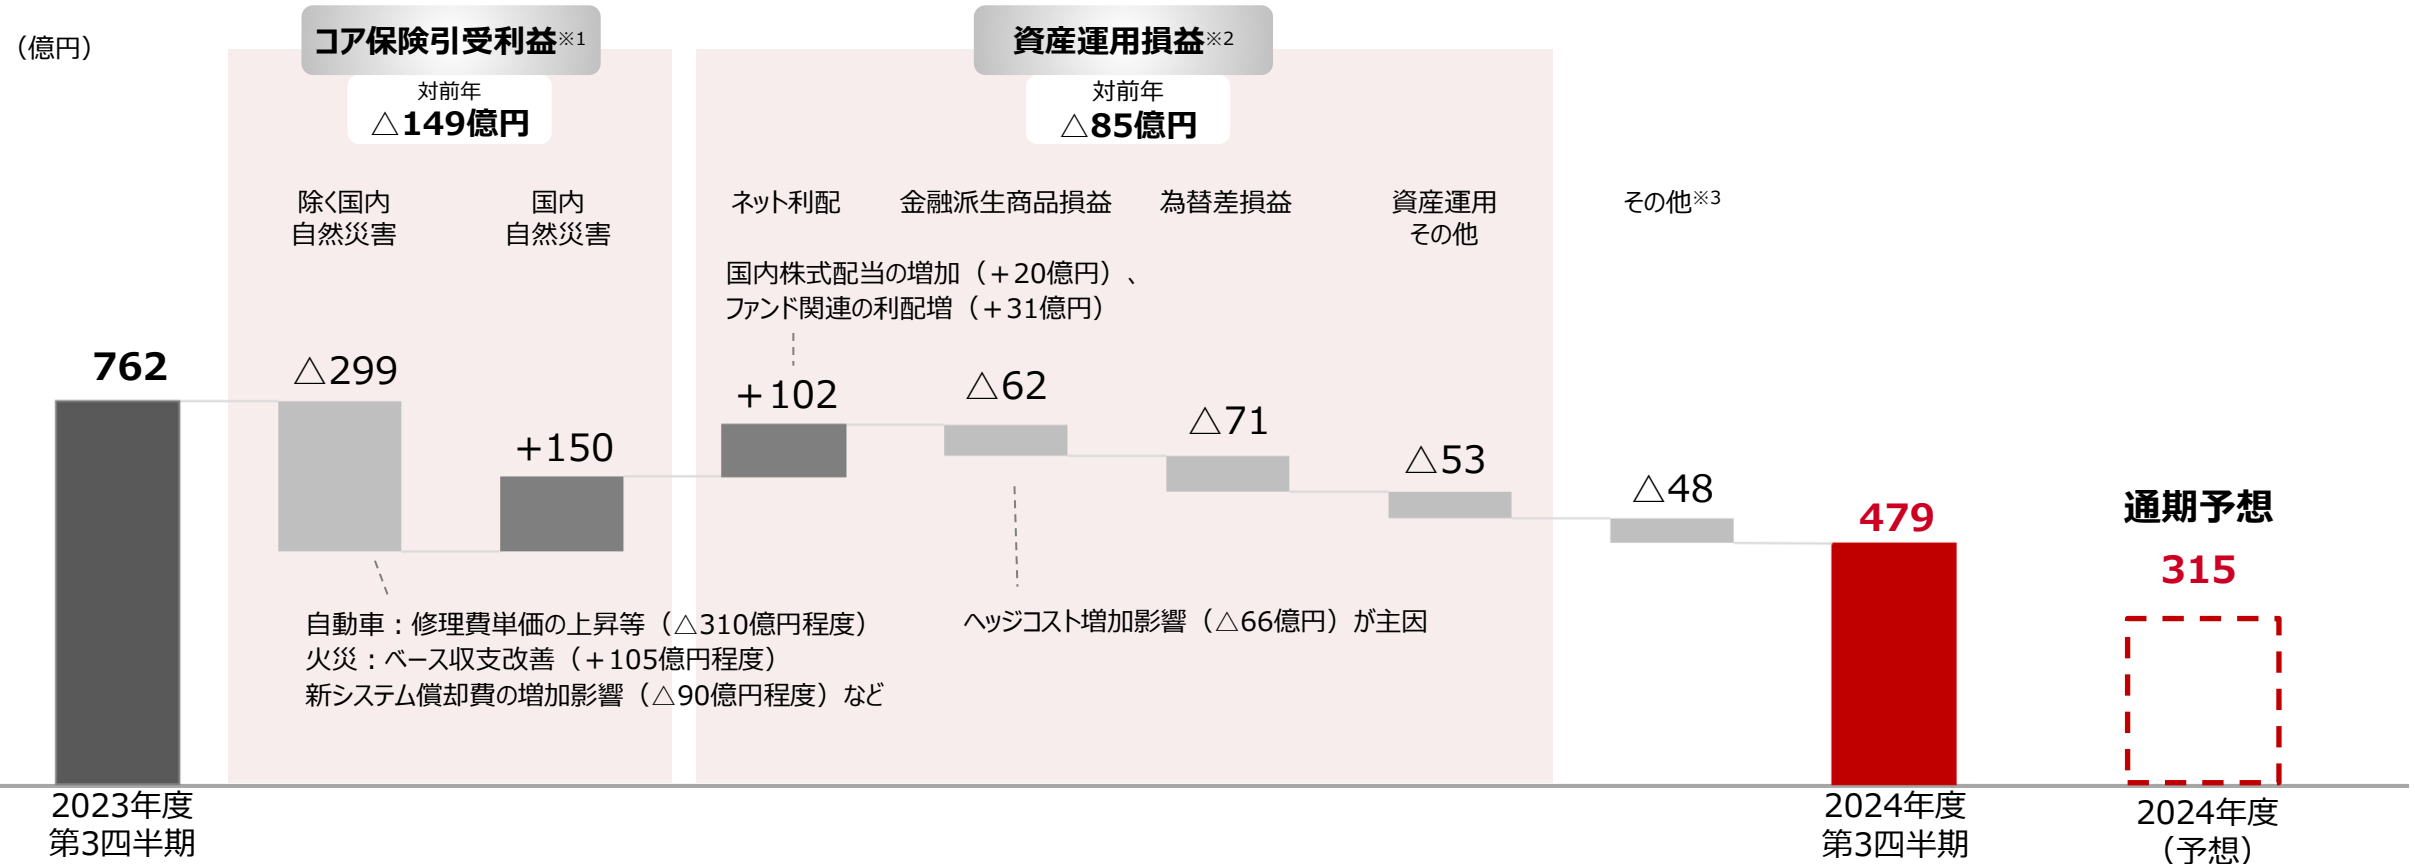 （億円）
コア保険引受利益※1
対前年
△149億円
資産運用損益※2
対前年
△85億円
除く国内
自然災害
国内
自然災害
ネット利配
金融派生商品損益
為替差損益
資産運用
その他
その他※3
国内株式配当の増加（＋20億円）、
ファンド関連の利配増（＋31億円）
762
△299
+150
＋102
△62
△71
△53
△48
479
通期予想
315
自動車：修理費単価の上昇等（△310億円程度）
火災：ベース収支改善（＋105億円程度）
新システム償却費の増加影響（△90億円程度）など
ヘッジコスト増加影響（△66億円）が主因
2023年度
第3四半期
2024年度
第3四半期
2024年度
（予想）